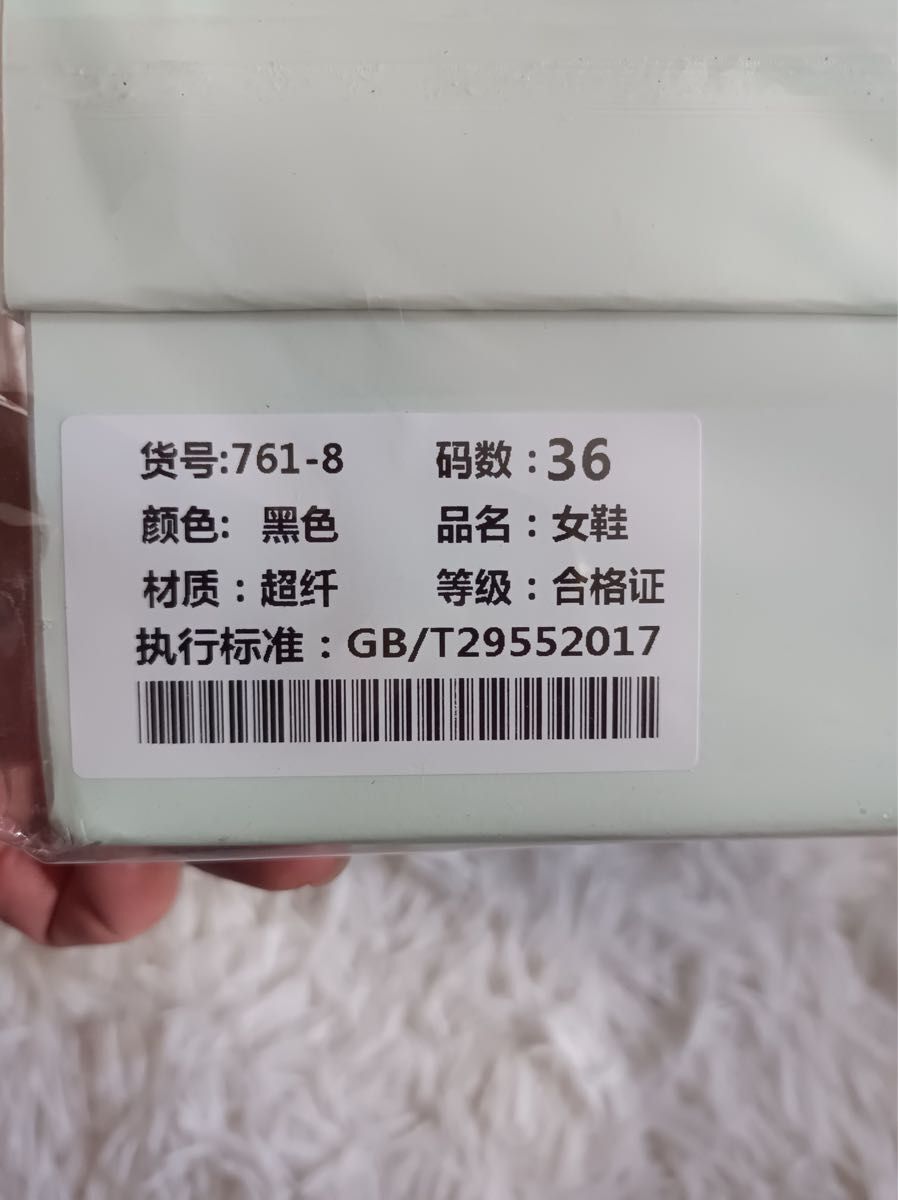 货号:761-8 码数:36
颜色: 黑色 品名:女鞋
材质:超纤 等级:合格证
执行标准:GB/T29552017